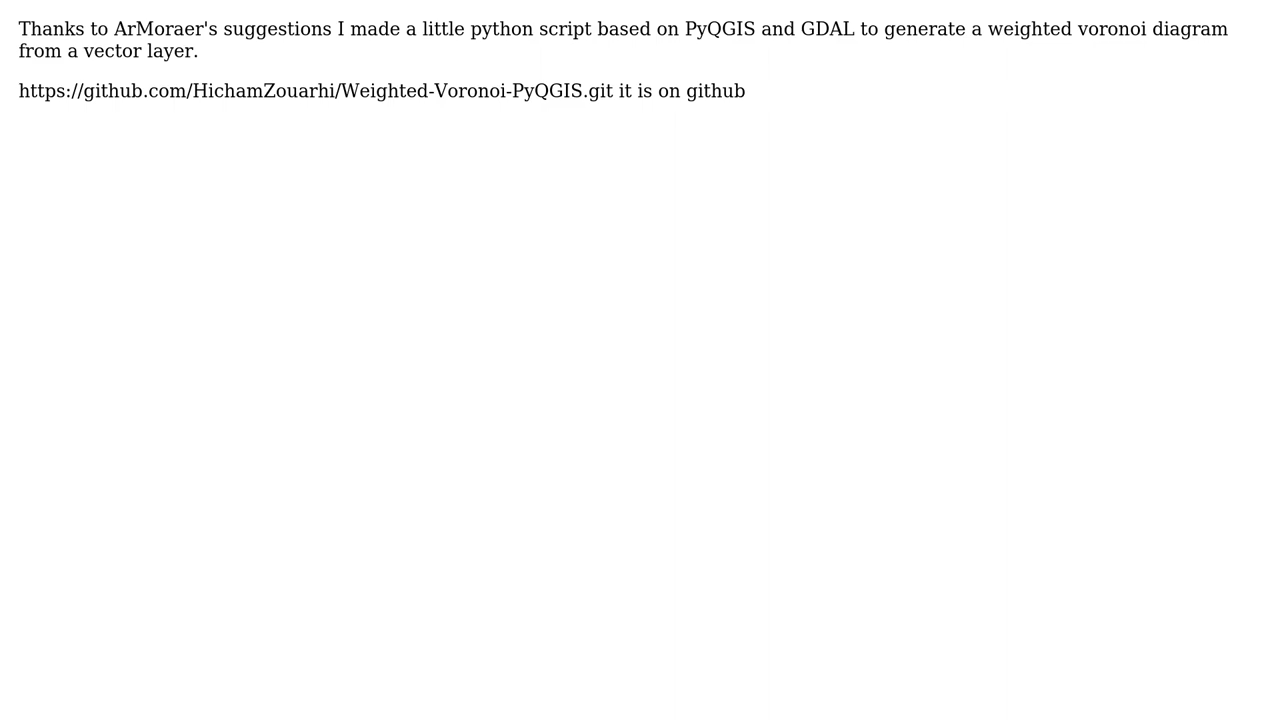 Thanks to ArMoraer's suggestions I made a little python script based on PyQGIS and GDAL to generate a weighted voronoi diagram
from a vector layer.
https://github.com/HichamZouarhi/Weighted-Voronoi-PyQGIS.git it is on github